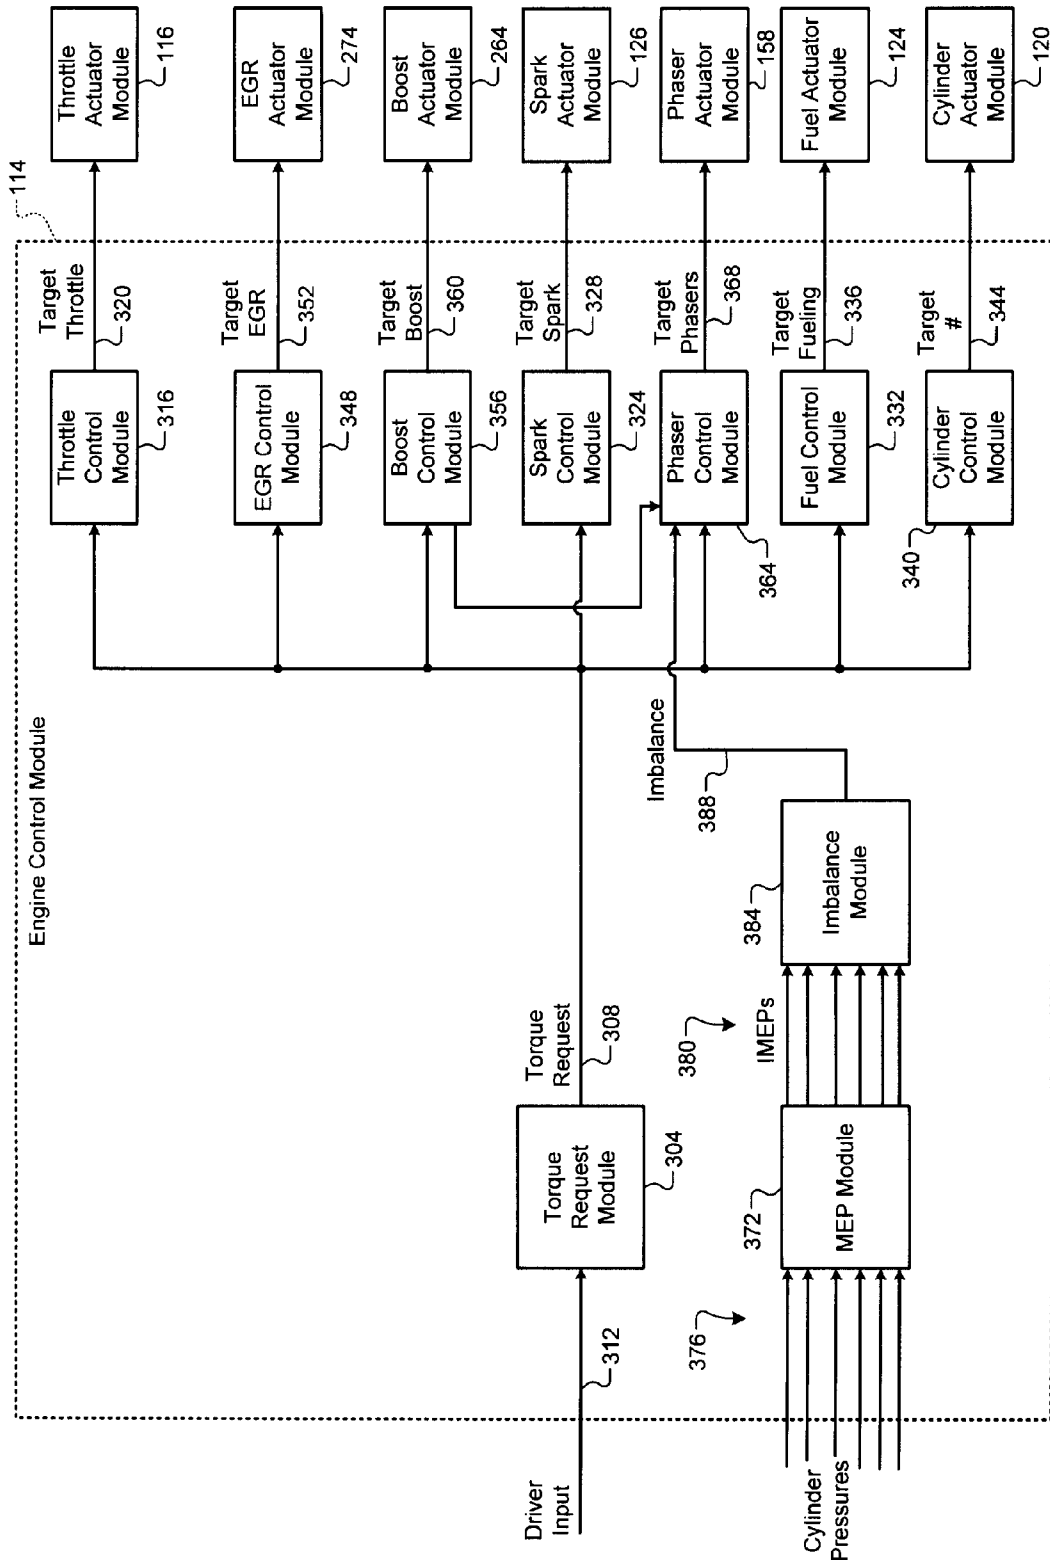 Engine Control Module
114
Throttle
Actuator
Module
116
EGR
Actuator
Module
274
Boost
Actuator
Module
264
Spark
Actuator
Module
126
Phaser
Actuator
Module
158
Fuel Actuator
Module
124
Cylinder
Actuator
Module
120
Target
Throttle
320
Target
EGR
352
Target
Boost
360
Target
Spark
328
Target
Phasers
368
Target
Fueling
336
Target
#
344
Throttle
Control
Module
316
EGR Control
Module
348
Boost
Control
Module
356
Spark
Control
Module
324
Phaser
Control
Module
364
Fuel Control
Module
332
Cylinder
Control
Module
340
Imbalance
388
Imbalance
Module
384
IMEPs
380
Torque
Request
308
Torque
Request
Module
304
MEP Module
372
376
312
Driver
Input
Cylinder
Pressures